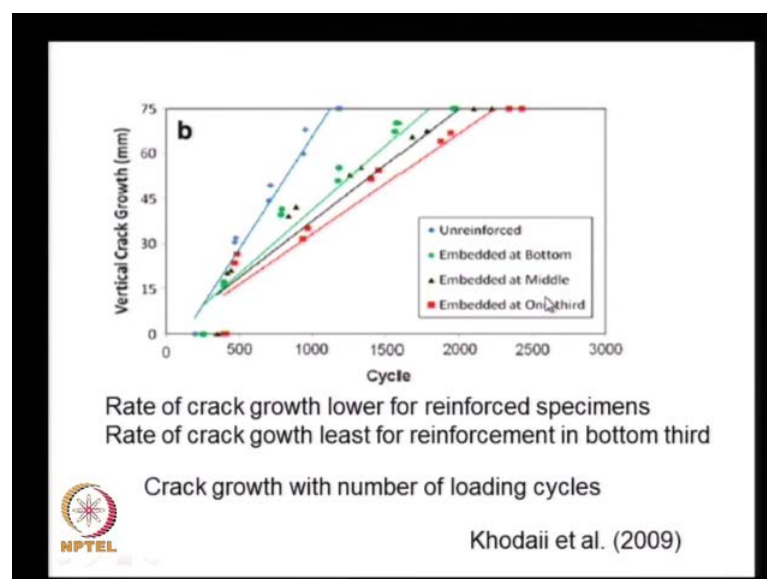 75
60
45
30
15
0
Vertical Crack Growth (mm)
b
Unreinforced
Embedded at Bottom
Embedded at Middle
Embedded at One-third
0 500 1000 1500 2000 2500 3000
Cycle
Rate of crack growth lower for reinforced specimens
Rate of crack gowth least for reinforcement in bottom third
Crack growth with number of loading cycles
NPTEL
Khodaii et al. (2009)